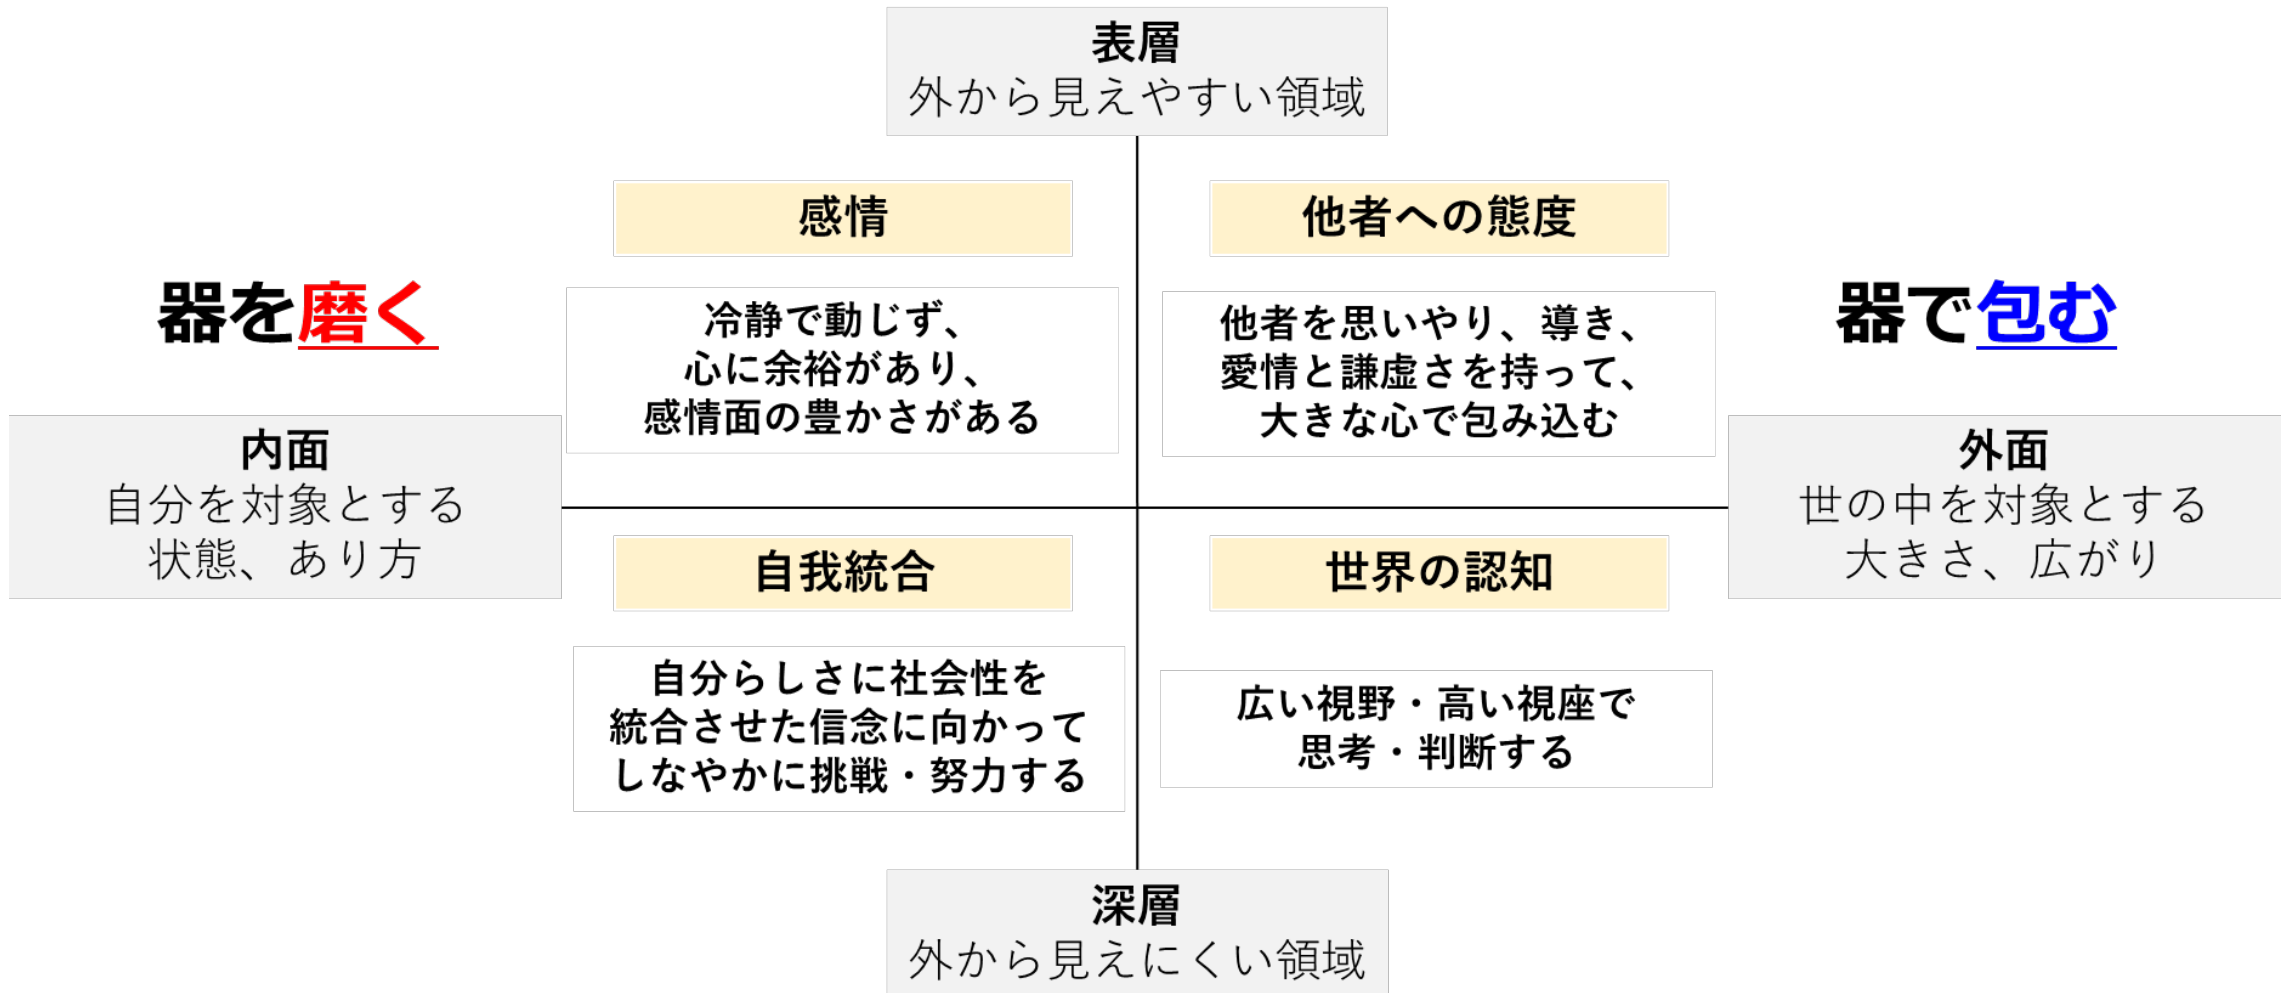 表層
外から見えやすい領域
感情
他者への態度
器を磨く
冷静で動じず、
心に余裕があり、
感情面の豊かさがある
他者を思いやり、導き、
愛情と謙虚さを持って、
大きな心で包み込む
器で包む
内面
自分を対象とする
状態、あり方
外面
世の中を対象とする
大きさ、広がり
自我統合
世界の認知
自分らしさに社会性を
統合させた信念に向かって
しなやかに挑戦・努力する
広い視野・高い視座で
思考・判断する
深層
外から見えにくい領域